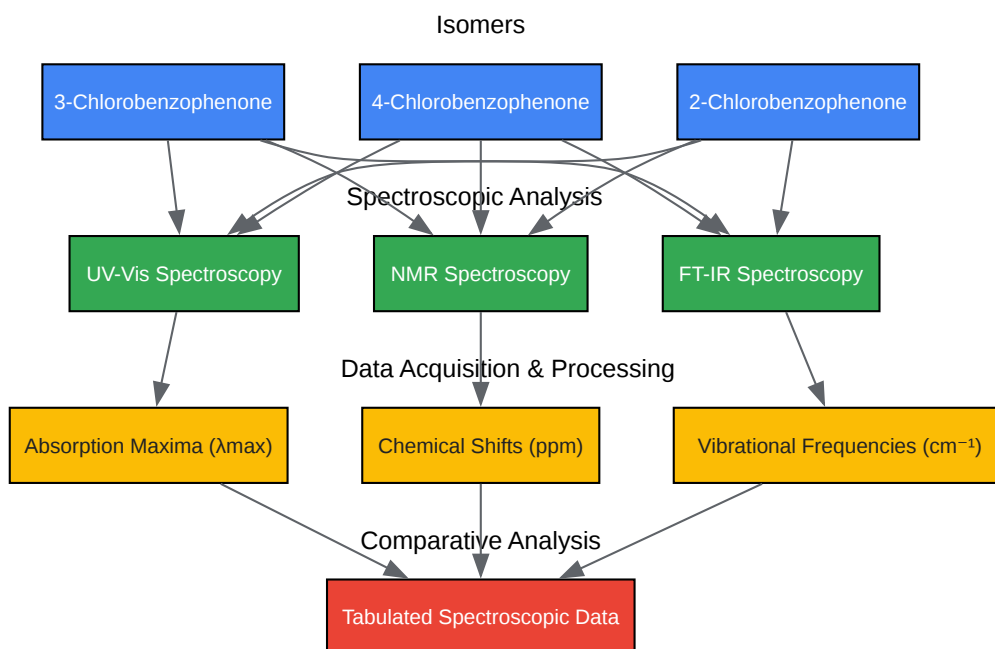 Isomers
3-Chlorobenzophenone
4-Chlorobenzophenone
2-Chlorobenzophenone
Spectroscopic Analysis
UV-Vis Spectroscopy
NMR Spectroscopy
FT-IR Spectroscopy
Data Acquisition & Processing
Absorption Maxima (λmax)
Chemical Shifts (ppm)
Vibrational Frequencies (cm⁻¹)
Comparative Analysis
Tabulated Spectroscopic Data